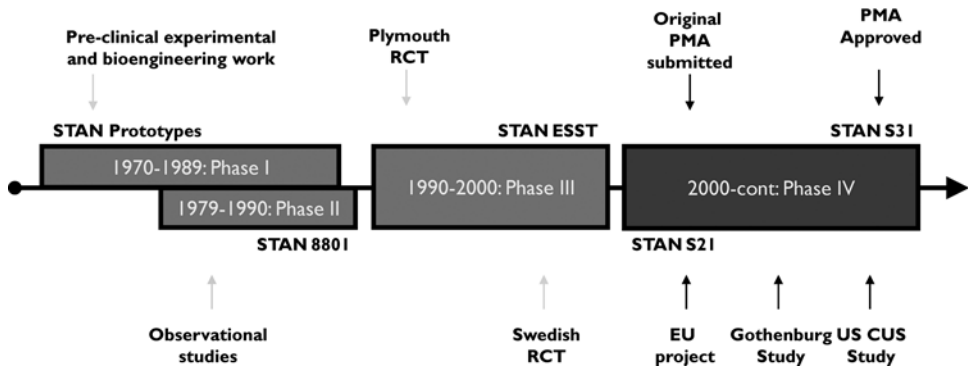 Pre-clinical experimental
and bioengineering work
Plymouth
RCT
Original
PMA
submitted
PMA
Approved
STAN Prototypes
STAN ESST
STAN S31
1970-1989: Phase I
1979-1990: Phase II
1990-2000: Phase III
2000-cont: Phase IV
STAN 8801
STAN S21
Observational
studies
Swedish
RCT
EU
project
Gothenburg
Study
US CUS
Study